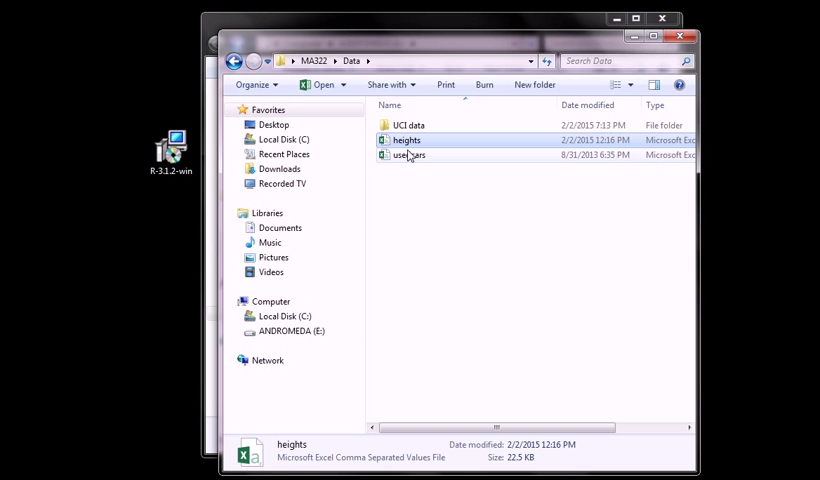 MA322 Data
Search Data
Organize Open Share with Print Burn New folder
Name Date modified Type
Favorites
Desktop
Local Disk (C)
Recent Places
Downloads
Recorded TV
Libraries
Documents
Music
Pictures
Videos
Computer
Local Disk (C:)
ANDROMEDA (E:)
Network
UCI data 2/2/2015 7:13 PM File folder
heights 2/2/2015 12:16 PM Microsoft Exc
8/31/2013 6:35 PM Microsoft Exc
R-3.1.2-win
heights Date modified: 2/2/2015 12:16 PM
Microsoft Excel Comma Separated Values File Size: 22.5 KB